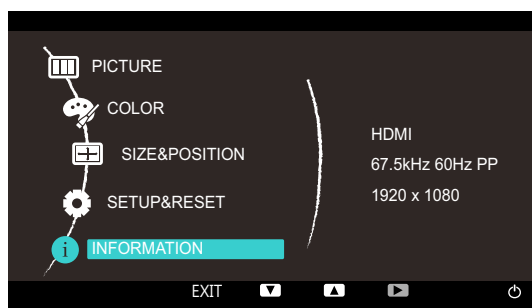 PICTURE
COLOR
SIZE&POSITION
SETUP&RESET
i INFORMATION
HDMI
67.5kHz 60Hz PP
1920 x 1080
EXIT